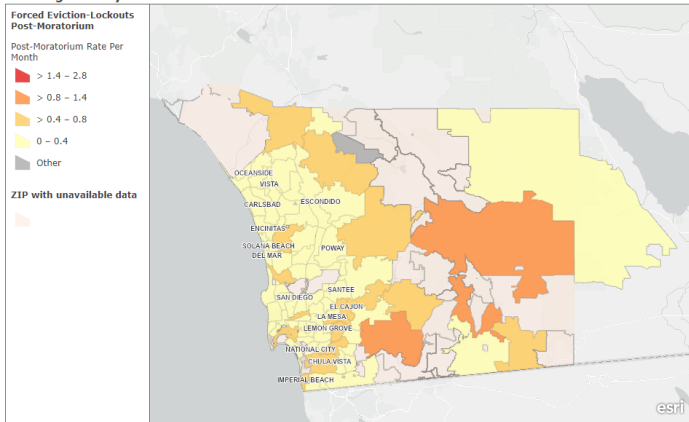 Forced Eviction-Lockouts
Post-Moratorium
Post-Moratorium Rate Per
Month
> 1.4 – 2.8
> 0.8 – 1.4
> 0.4 – 0.8
0 – 0.4
Other
ZIP with unavailable data
OCEANSIDE
VISTA
CARLSBAD
ESCONDIDO
ENCINITAS
SOLANA BEACH
DEL MAR
POWAY
SANTEE
SAN DIEGO
EL CAJON
LA MESA
LEMON GROVE
NATIONAL CITY
CHULA VISTA
IMPERIAL BEACH
esri